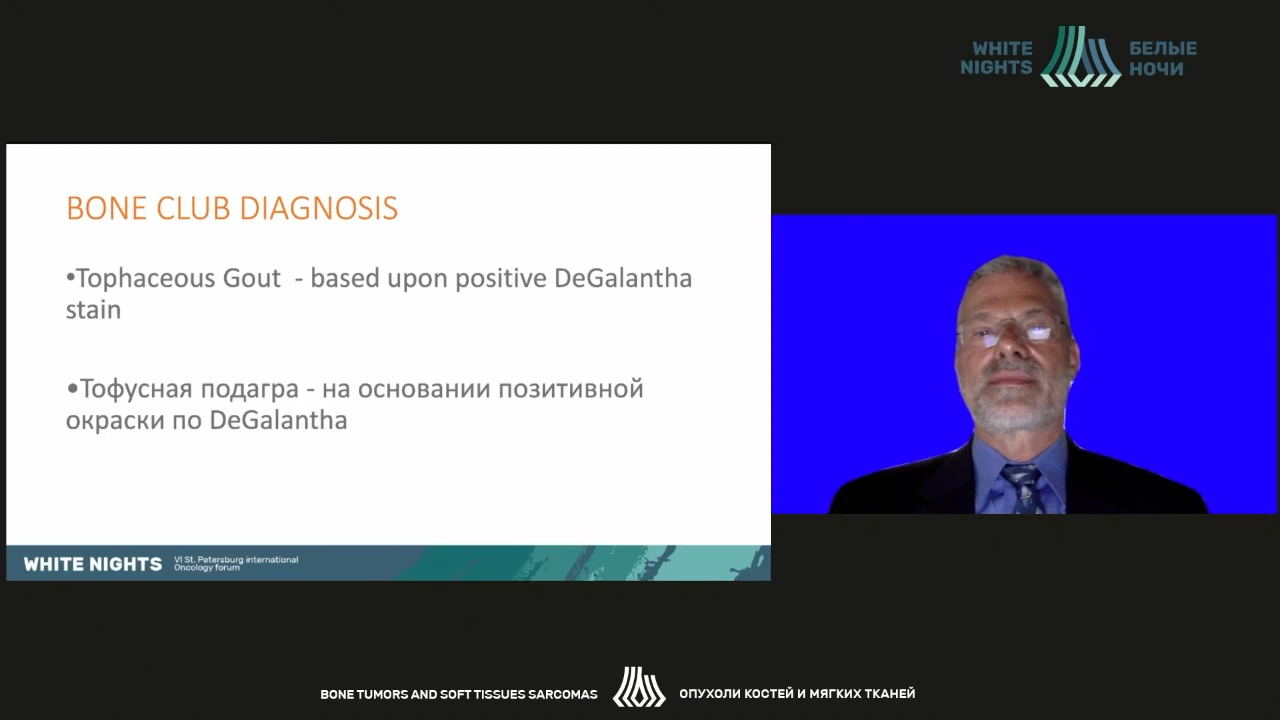 WHITE
NIGHTS
БЕЛЫЕ
НОЧИ
BONE CLUB DIAGNOSIS
•Tophaceous Gout - based upon positive DeGalantha
stain
•Тофусная подагра - на основании позитивной
окраски по DeGalantha
WHITE NIGHTS
VI St. Petersburg international
Oncology forum
BONE TUMORS AND SOFT TISSUES SARCOMAS
ОПУХОЛИ КОСТЕЙ И МЯГКИХ ТКАНЕЙ